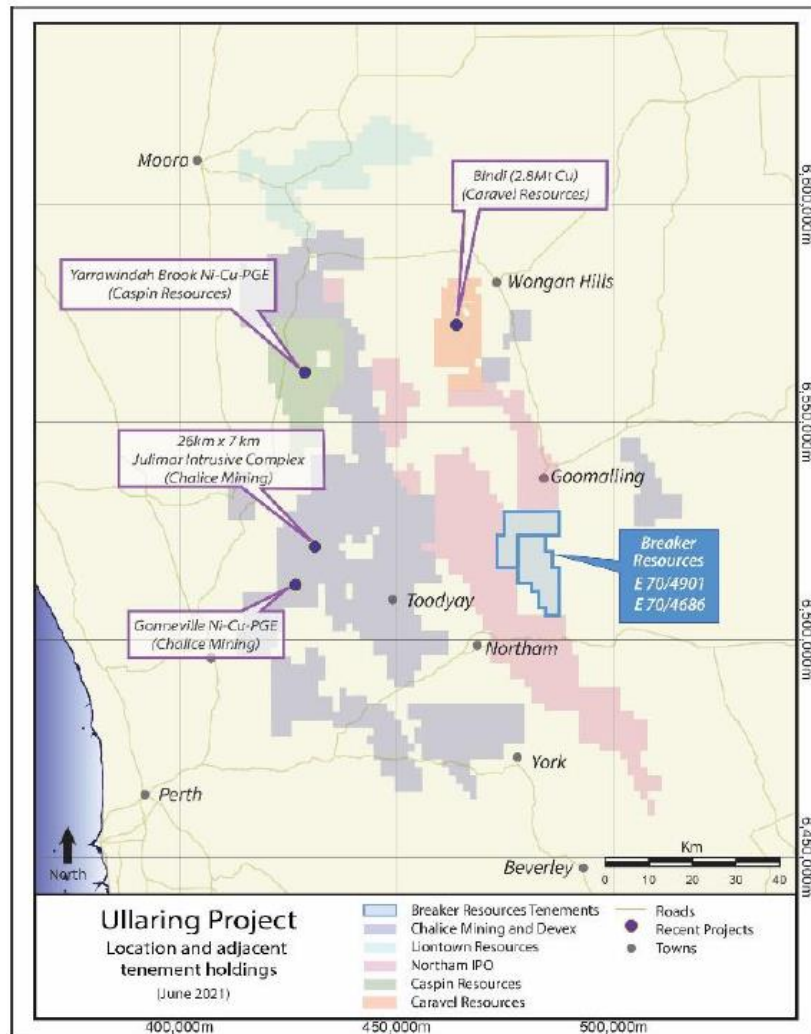 Moora
Bindi (2.8Mt Cu)
(Caravel Resources)
6,600,000m
Yarrawindah Brook Ni-Cu-PGE
(Caspin Resources)
Wongan Hills
26km x 7 km
Julimar Intrusive Complex
(Chalice Mining)
6,550,000m
Goomalling
Breaker
Resources
E 70/4901
E 70/4686
Gonneville Ni-Cu-PGE
(Chalice Mining)
Toodyay
6,500,000m
Northam
York
Perth
Km
0 10 20 30 40
Beverley
6,450,000m
North
Ullaring Project
Location and adjacent
tenement holdings
(June 2021)
Breaker Resources Tenements
Chalice Mining and Devex
Liontown Resources
Northam IPO
Caspin Resources
Caravel Resources
Roads
Recent Projects
Towns
400,000m 450,000m 500,000m